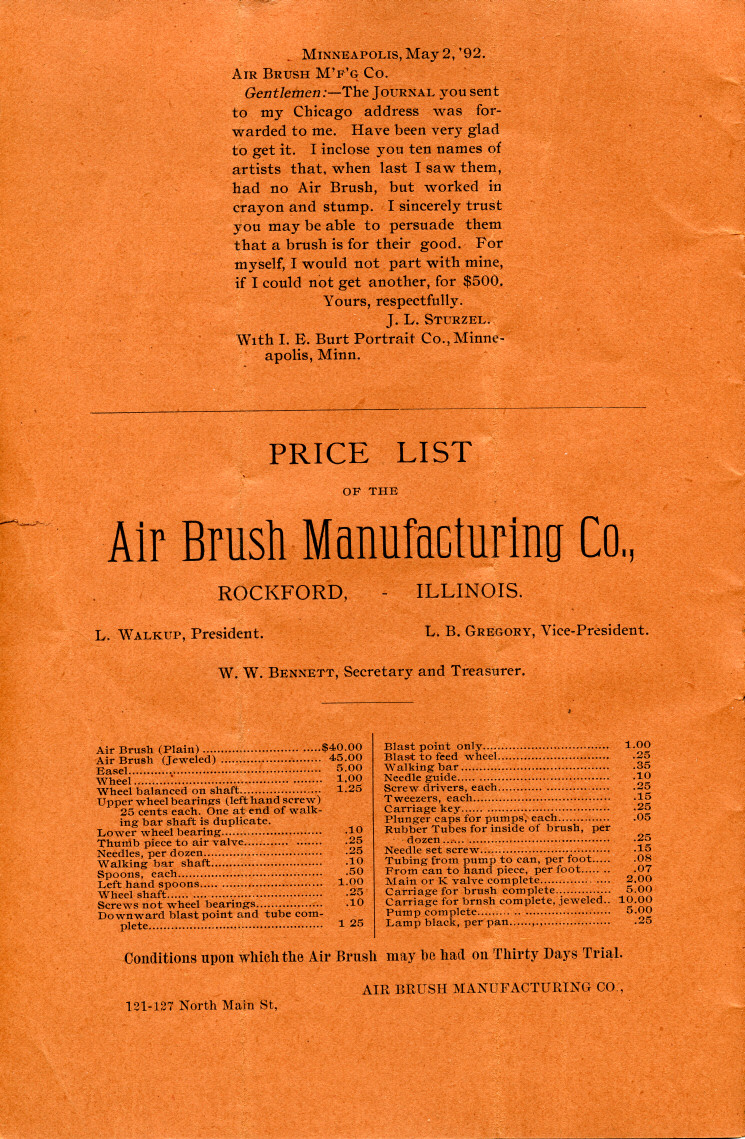 MINNEAPOLIS, May 2, '92.
AIR BRUSH M'F'G CO.
Gentlemen:—The JOURNAL you sent
to my Chicago address was for-
warded to me. Have been very glad
to get it. I inclose you ten names of
artists that, when last I saw them,
had no Air Brush, but worked in
crayon and stump. I sincerely trust
you may be able to persuade them
that a brush is for their good. For
myself, I would not part with mine,
if I could not get another, for $500.
Yours, respectfully.
J. L. STURZEL.
With I. E. Burt Portrait Co., Minne-
apolis, Minn.
PRICE LIST
OF THE
Air Brush Manufacturing Co.,
ROCKFORD, - ILLINOIS.
L. WALKUP, President. L. B. GREGORY, Vice-President.
W. W. BENNETT, Secretary and Treasurer.
Air Brush (Plain) ........ $40.00
Air Brush (Jeweled) ........ 45.00
Easel ........ 5.00
Wheel ........ 1,00
Wheel balanced on shaft ........ 1.25
Upper wheel bearings (left hand screw)
25 cents each. One at end of walk-
ing bar shaft is duplicate.
Lower wheel bearing ........ .10
Thumb piece to air valve ........ .25
Needles, per dozen ........ .25
Walking bar shaft ........ .10
Spoons, each ........ .50
Left hand spoons ........ 1.00
Wheel shaft ........ .25
Screws not wheel bearings ........ .10
Downward blast point and tube com-
plete ........ 1 25
Blast point only ........ 1.00
Blast to feed wheel ........ .25
Walking bar ........ .35
Needle guide ........ .10
Screw drivers, each ........ .25
Tweezers, each ........ .15
Carriage key ........ .25
Plunger caps for pumps, each ........ .05
Rubber Tubes for inside of brush, per
dozen ........ .25
Needle set screw ........ .15
Tubing from pump to can, per foot ..... .08
From can to hand piece, per foot ..... .07
Main or K valve complete ........ 2.00
Carriage for brush complete ........ 5.00
Carriage for brnsh complete, jeweled.. 10.00
Pump complete ........ 5.00
Lamp black, per pan ........ .25
Conditions upon which the Air Brush may be had on Thirty Days Trial.
AIR BRUSH MANUFACTURING CO.,
121-127 North Main St,